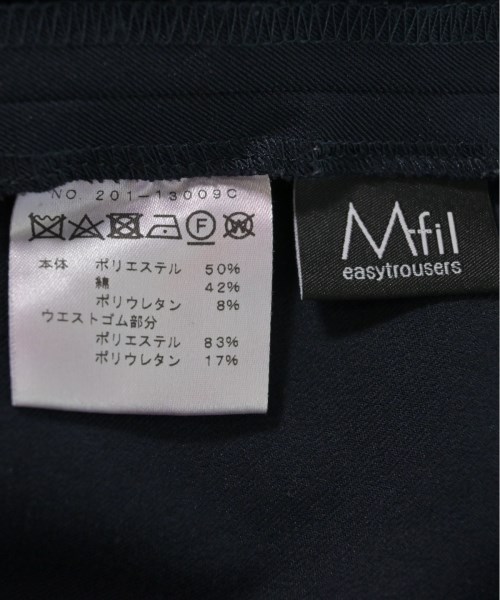 NO. 201-13009C
F W
本体 ポリエステル 50%
綿 42%
ポリウレタン 8%
ウエストゴム部分
ポリエステル 83%
ポリウレタン 17%
Mfil
easytrousers